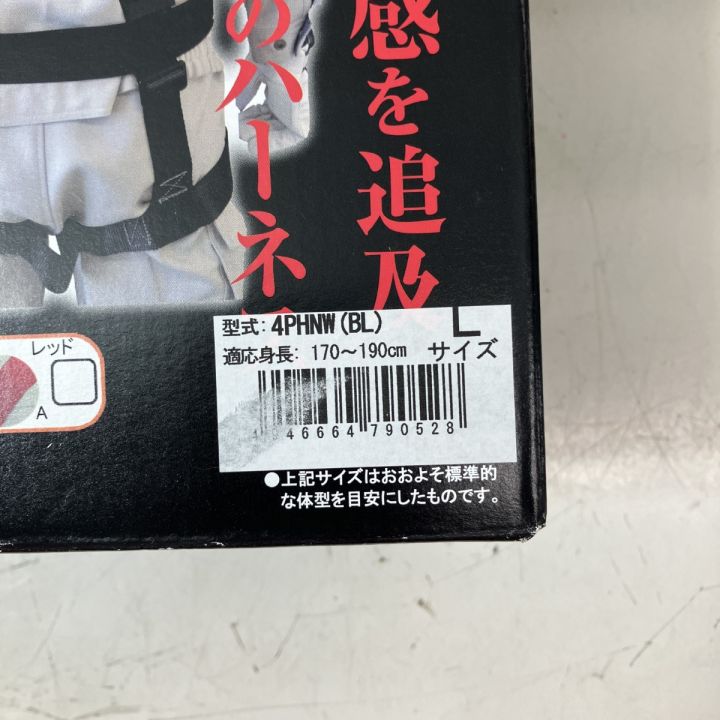 感を追及
のハーネ
型式: 4PHNW(BL)
L
適応身長: 170～190cm
サイズ
46664 790528
●上記サイズはおおよそ標準的
な体型を目安にしたものです。
レッド
A